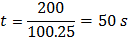 t = 200 / 100.25 = 50 s